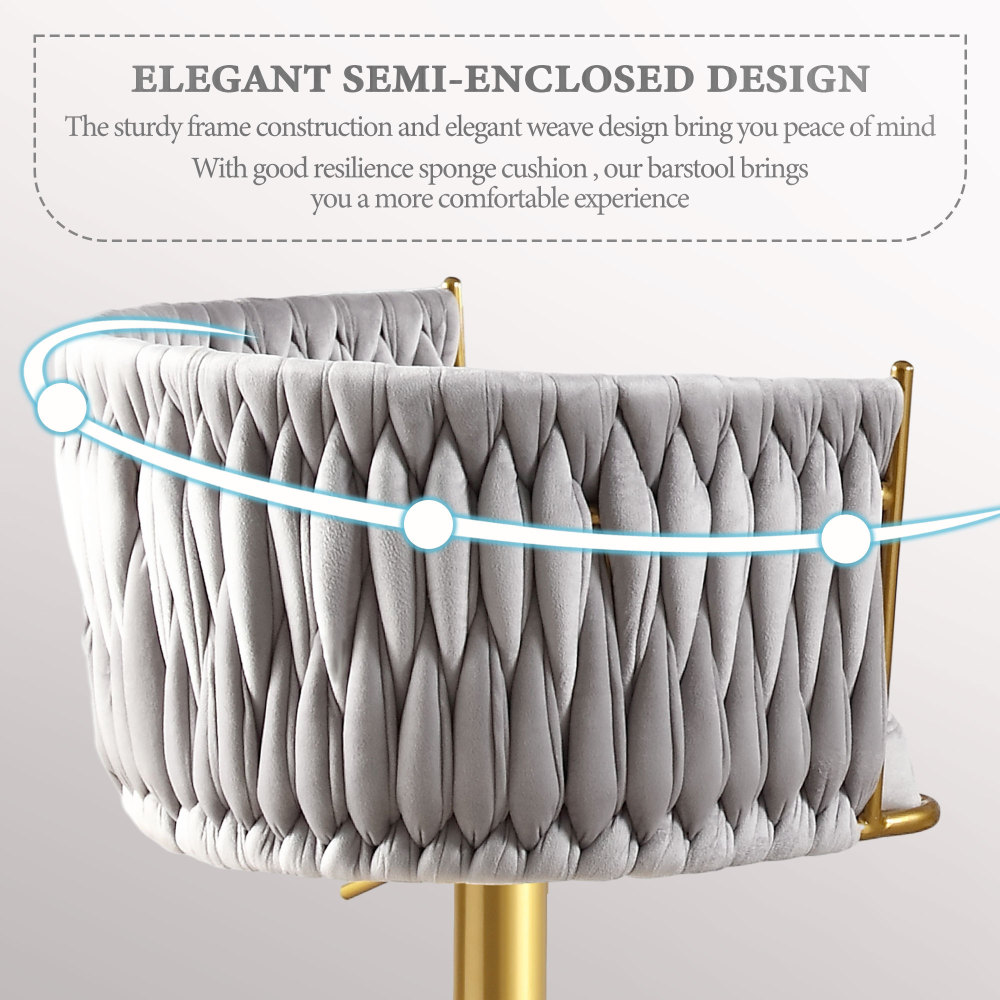 ELEGANT SEMI-ENCLOSED DESIGN
The sturdy frame construction and elegant weave design bring you peace of mind
With good resilience sponge cushion , our barstool brings
you a more comfortable experience